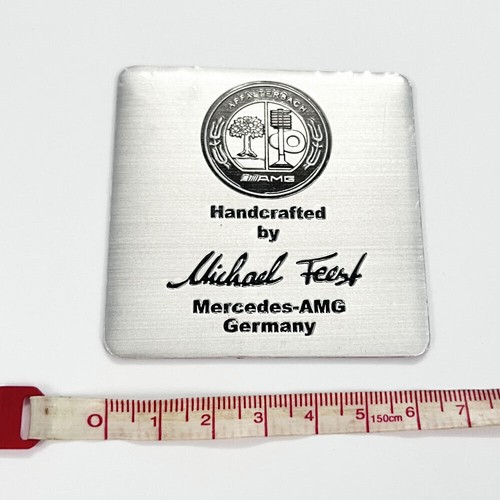 AFFALTERBACH
AMG
Handcrafted
by
Michael Feest
Mercedes-AMG
Germany
0 1 2 3 4 5 150cm 6 7